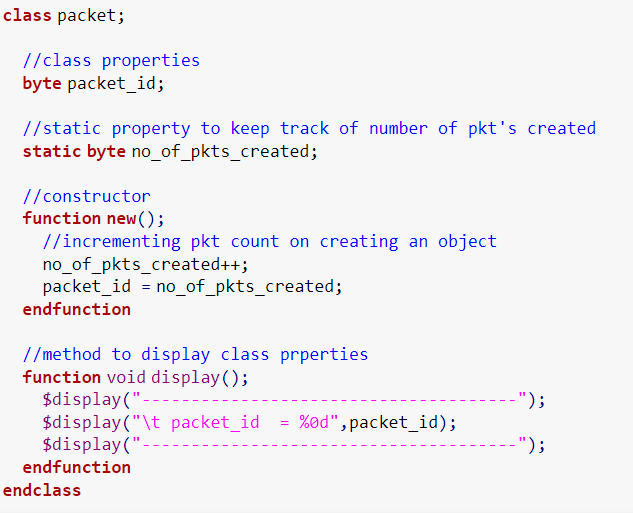 class packet;
//class properties
byte packet_id;
//static property to keep track of number of pkt's created
static byte no_of_pkts_created;
//constructor
function new();
//incrementing pkt count on creating an object
no_of_pkts_created++;
packet_id = no_of_pkts_created;
endfunction
//method to display class prperties
function void display();
$display("--------------------------------------");
$display("\t packet_id  = %0d",packet_id);
$display("--------------------------------------");
endfunction
endclass